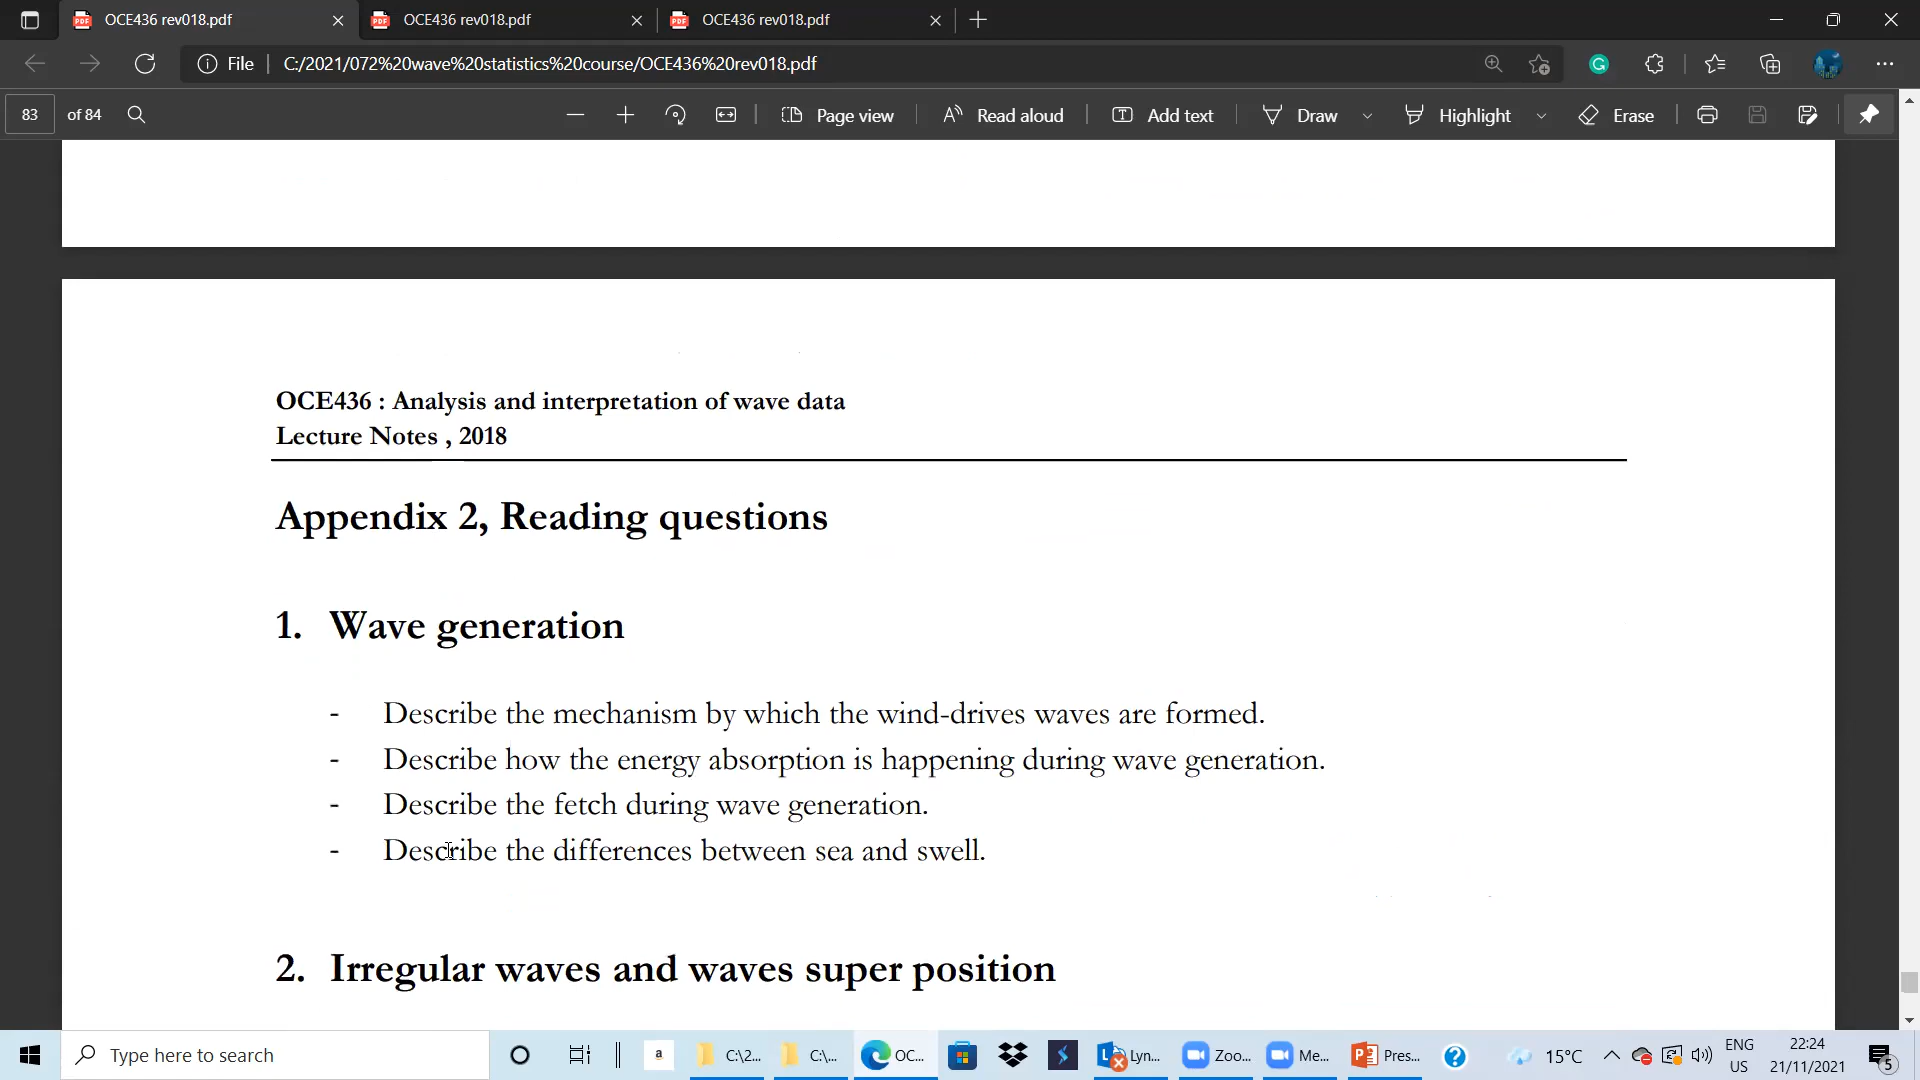 OCE436 rev018.pdf
OCE436 rev018.pdf
OCE436 rev018.pdf
File
C:/2021/072%20wave%20statistics%20course/OCE436%20rev018.pdf
83 of 84
Page view
Read aloud
Add text
Draw
Highlight
Erase
OCE436 : Analysis and interpretation of wave data
Lecture Notes , 2018
Appendix 2, Reading questions
1. Wave generation
- Describe the mechanism by which the wind-drives waves are formed.
- Describe how the energy absorption is happening during wave generation.
- Describe the fetch during wave generation.
- Describe the differences between sea and swell.
2. Irregular waves and waves super position
Type here to search
a
C:\2...
C:\...
OC...
Lyn...
Zoo...
Me...
Pres...
15°C
ENG
US
22:24
21/11/2021
5